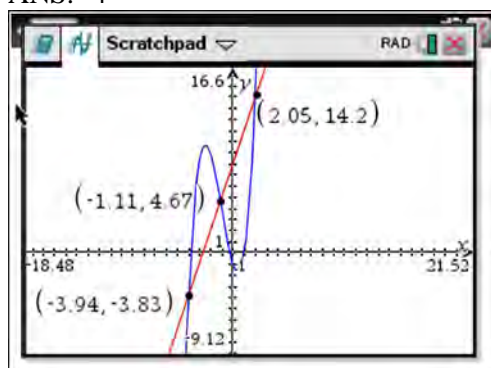 Scratchpad
RAD
16.6 y
(2.05, 14.2)
(-1.11, 4.67)
1
x
-18.48
1
21.52
(-3.94, -3.83)
-9.12